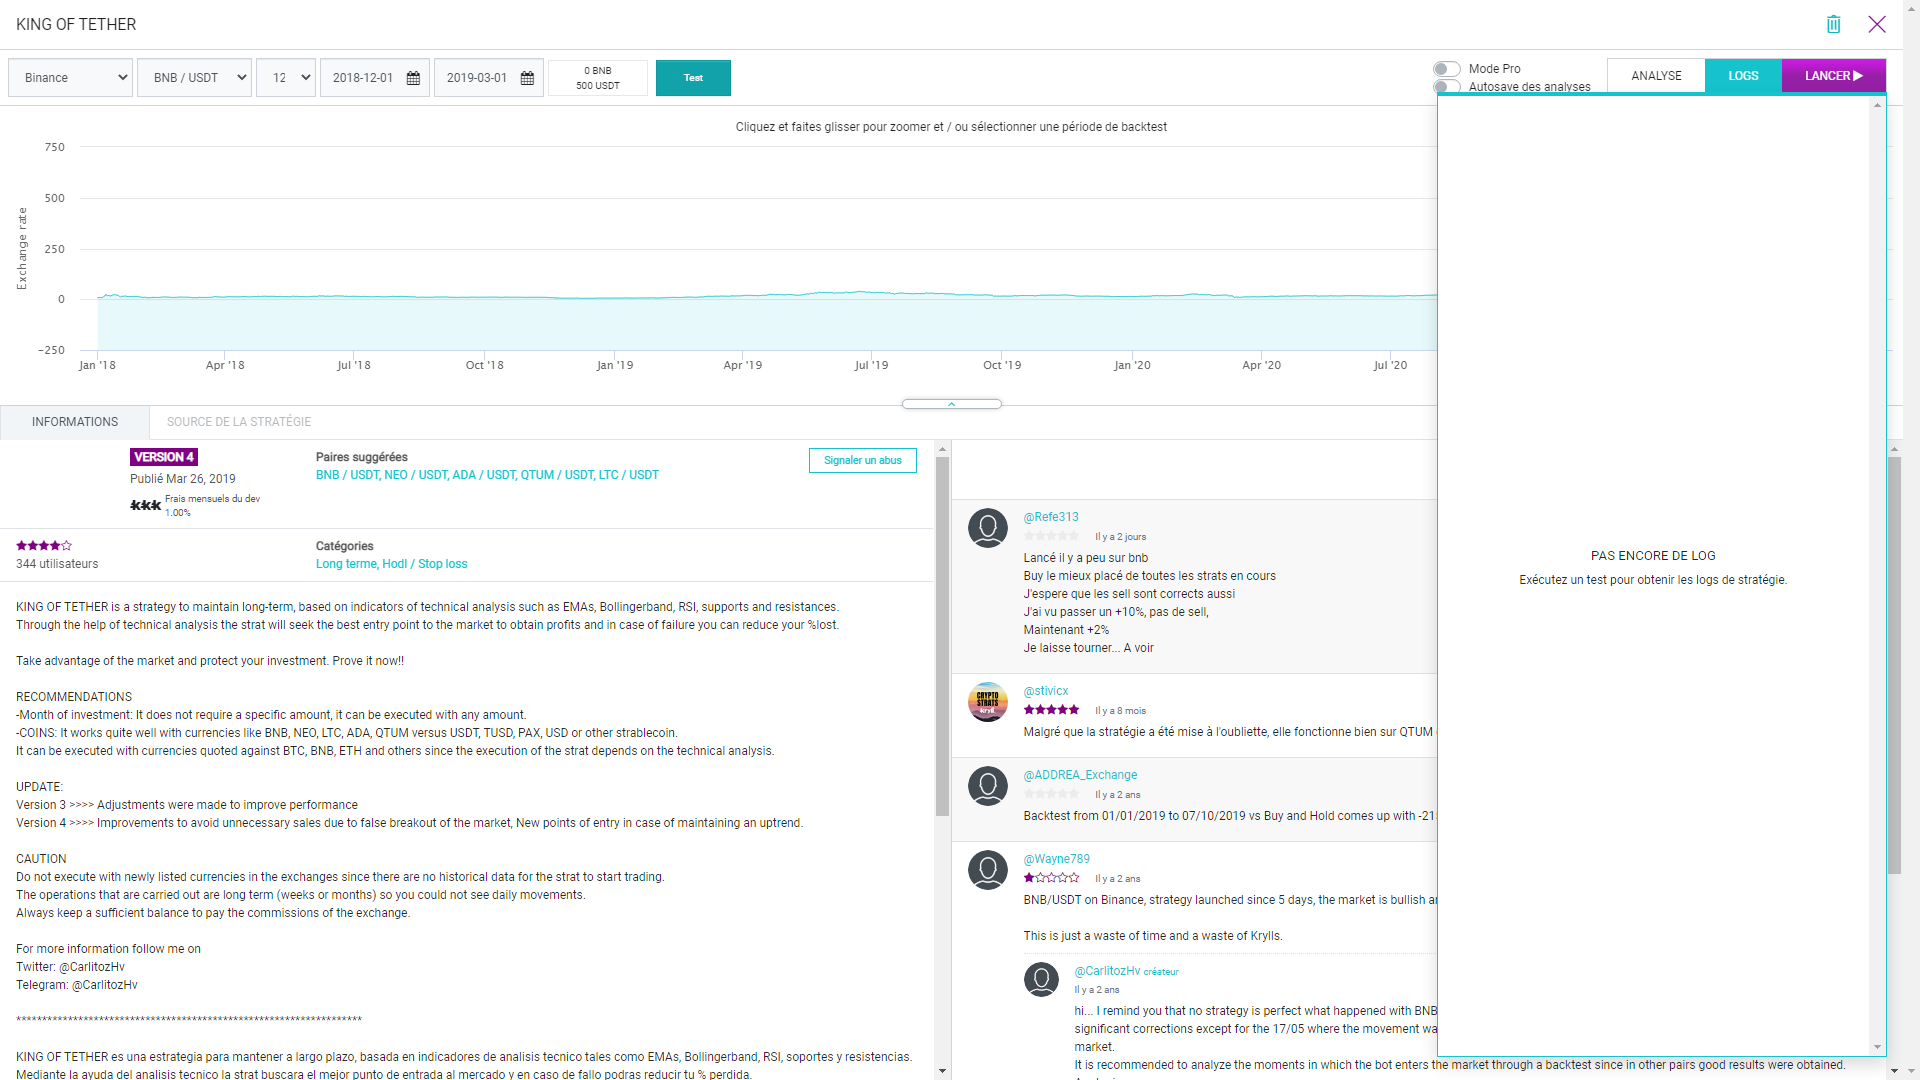 KING OF TETHER
Binance
BNB / USDT
12
2018-12-01
2019-03-01
0 BNB
500 USDT
Test
Mode Pro
Autosave des analyses
ANALYSE
LOGS
LANCER
Cliquez et faites glisser pour zoomer et / ou sélectionner une période de backtest
Exchange rate
750
500
250
0
−250
Jan '18
Apr '18
Jul '18
Oct '18
Jan '19
Apr '19
Jul '19
Oct '19
Jan '20
Apr '20
Jul '20
INFORMATIONS
SOURCE DE LA STRATÉGIE
VERSION 4
Publié Mar 26, 2019
kkk
Frais mensuels du dev
1.00%
Paires suggérées
BNB / USDT, NEO / USDT, ADA / USDT, QTUM / USDT, LTC / USDT
Signaler un abus
344 utilisateurs
Catégories
Long terme, Hodl / Stop loss
KING OF TETHER is a strategy to maintain long-term, based on indicators of technical analysis such as EMAs, Bollingerband, RSI, supports and resistances.
Through the help of technical analysis the strat will seek the best entry point to the market to obtain profits and in case of failure you can reduce your %lost.
Take advantage of the market and protect your investment. Prove it now!!
RECOMMENDATIONS
-Month of investment: It does not require a specific amount, it can be executed with any amount.
-COINS: It works quite well with currencies like BNB, NEO, LTC, ADA, QTUM versus USDT, TUSD, PAX, USD or other strablecoin.
It can be executed with currencies quoted against BTC, BNB, ETH and others since the execution of the strat depends on the technical analysis.
UPDATE:
Version 3 >>>> Adjustments were made to improve performance
Version 4 >>>> Improvements to avoid unnecessary sales due to false breakout of the market, New points of entry in case of maintaining an uptrend.
CAUTION
Do not execute with newly listed currencies in the exchanges since there are no historical data for the strat to start trading.
The operations that are carried out are long term (weeks or months) so you could not see daily movements.
Always keep a sufficient balance to pay the commissions of the exchange.
For more information follow me on
Twitter: @CarlitozHv
Telegram: @CarlitozHv
*******************************************************************
KING OF TETHER es una estrategia para mantener a largo plazo, basada en indicadores de analisis tecnico tales como EMAs, Bollingerband, RSI, soportes y resistencias.
Mediante la ayuda del analisis tecnico la strat buscara el mejor punto de entrada al mercado y en caso de fallo podras reducir tu % perdida.
@Refe313
Il y a 2 jours
Lancé il y a peu sur bnb
Buy le mieux placé de toutes les strats en cours
J'espere que les sell sont corrects aussi
J'ai vu passer un +10%, pas de sell,
Maintenant +2%
Je laisse tourner... A voir
CRYPTO
STRATS
@stivicx
Il y a 8 mois
Malgré que la stratégie a été mise à l'oubliette, elle fonctionne bien sur QTUM
@ADDREA_Exchange
Il y a 2 ans
Backtest from 01/01/2019 to 07/10/2019 vs Buy and Hold comes up with -21
@Wayne789
Il y a 2 ans
BNB/USDT on Binance, strategy launched since 5 days, the market is bullish
This is just a waste of time and a waste of Krylls.
@CarlitozHv créateur
Il y a 2 ans
hi... I remind you that no strategy is perfect what happened with BNB
significant corrections except for the 17/05 where the movement
market.
It is recommended to analyze the moments in which the bot enters the market through a backtest since in other pairs good results were obtained.
PAS ENCORE DE LOG
Exécutez un test pour obtenir les logs de stratégie.